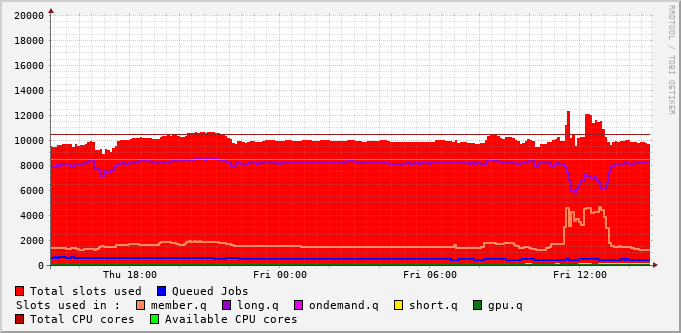 RRDTOOL / TOBI OETIKER
20000
18000
16000
14000
12000
10000
8000
6000
4000
2000
0
Thu 18:00 Fri 00:00 Fri 06:00 Fri 12:00
Total slots used Queued Jobs
Slots used in : member.q long.q ondemand.q short.q gpu.q
Total CPU cores Available CPU cores